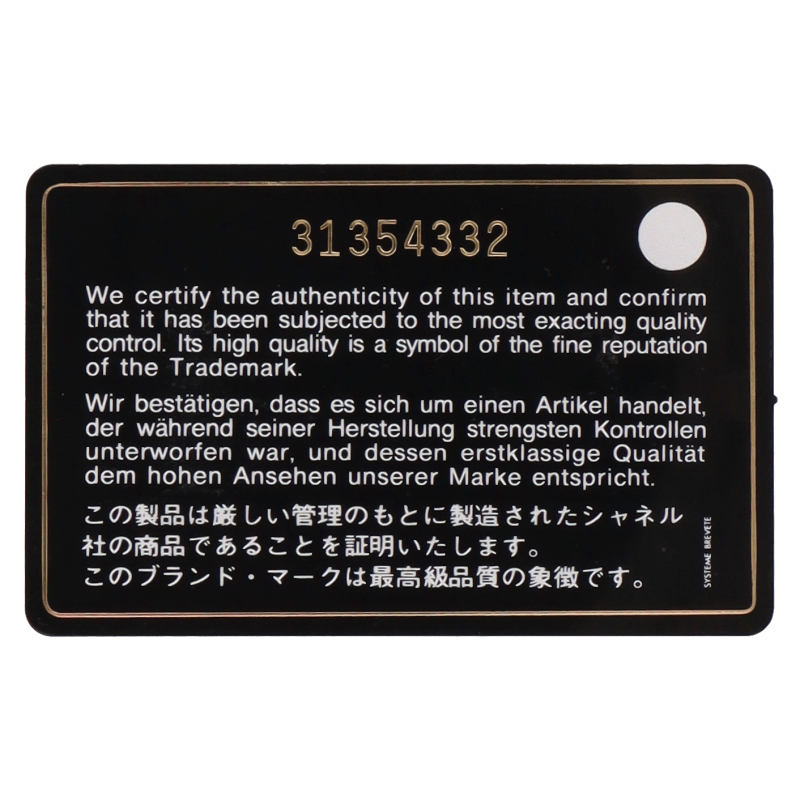 31354332
We certify the authenticity of this item and confirm
that it has been subjected to the most exacting quality
control. Its high quality is a symbol of the fine reputation
of the Trademark.
Wir bestätigen, dass es sich um einen Artikel handelt,
der während seiner Herstellung strengsten Kontrollen
unterworfen war, und dessen erstklassige Qualität
dem hohen Ansehen unserer Marke entspricht.
この製品は厳しい管理のもとに製造されたシャネル
社の商品であることを証明いたします。
このブランド・マークは最高級品質の象徴です。
SYSTEME BREVETE